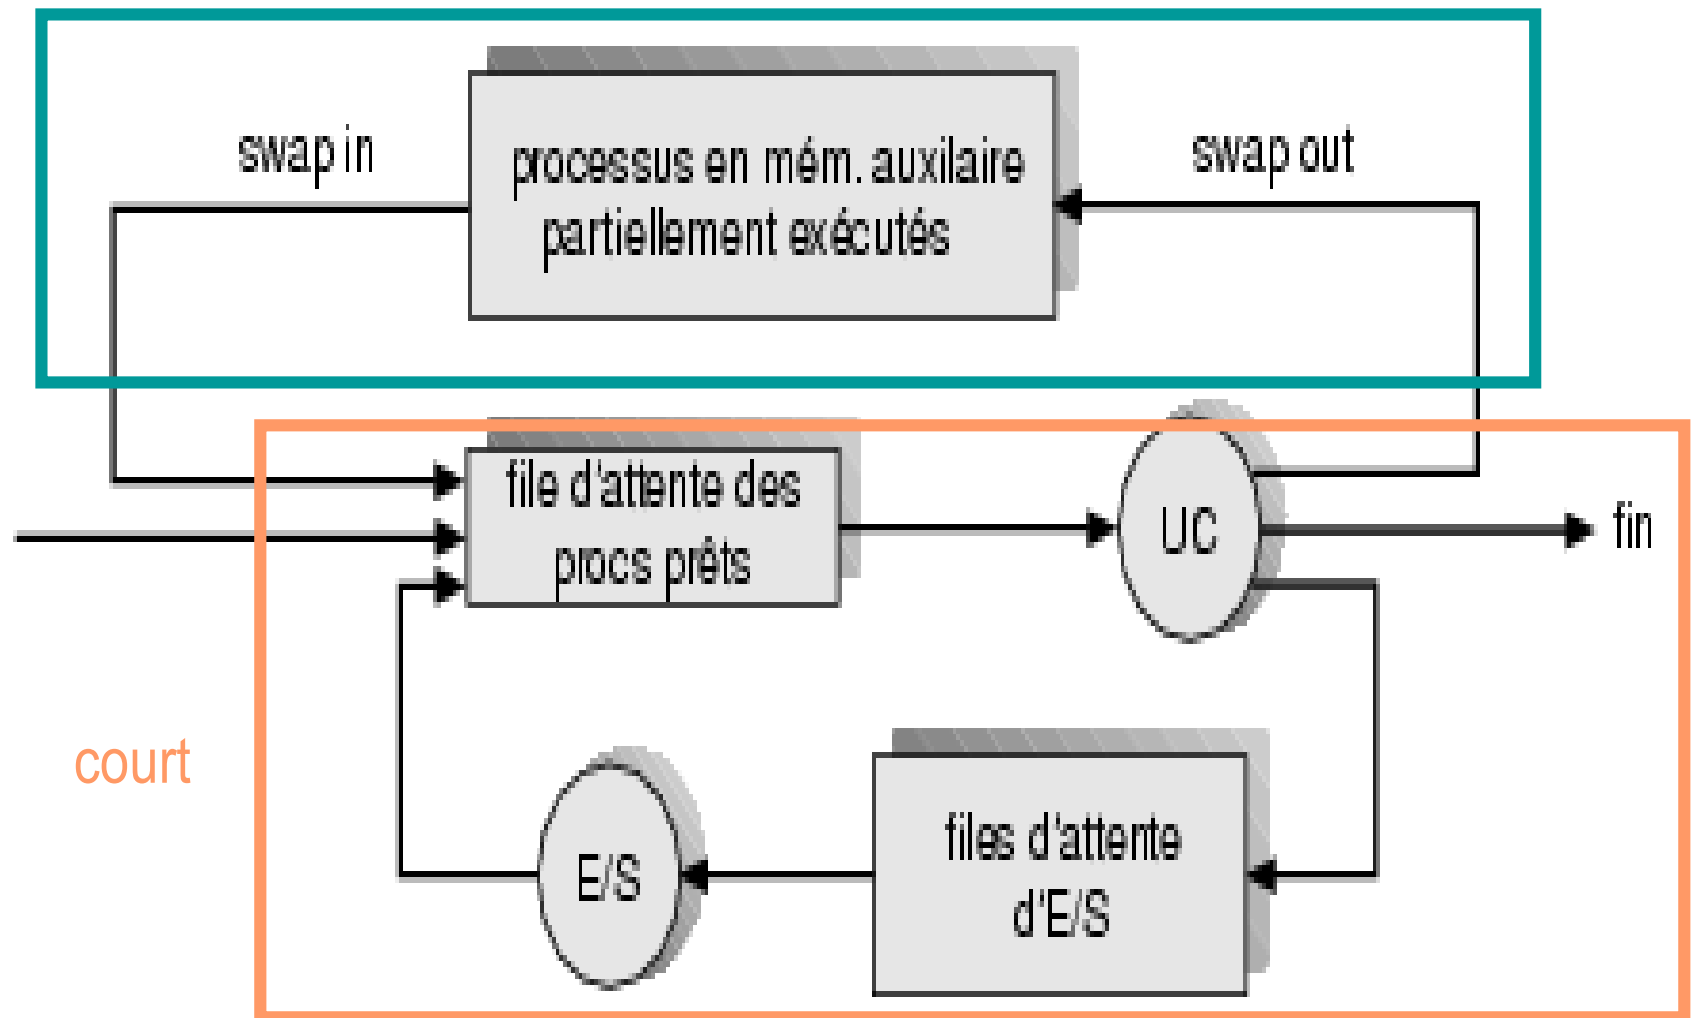 swap in
processus en mém. auxilaire
partiellement exécutés
swap out
file d'attente des
procs prêts
UC
fin
court
E/S
files d'attente
d'E/S